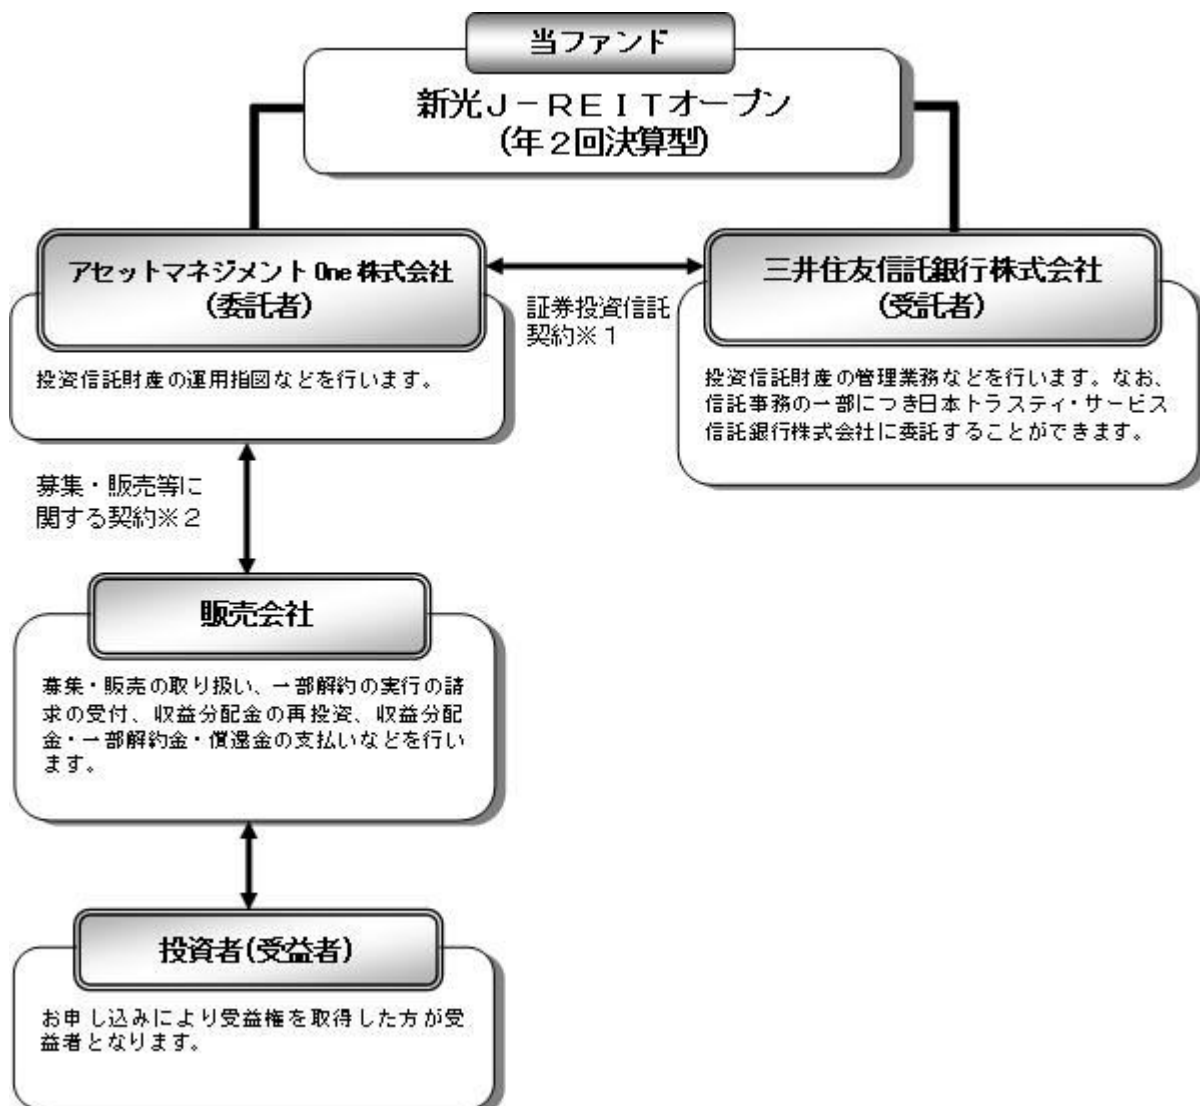 当ファンド
新光Ｊ－ＲＥＩＴオープン
(年２回決算型)
アセットマネジメント One 株式会社
(委託者)
投資信託財産の運用指図などを行います。
証券投資信託
契約※１
三井住友信託銀行株式会社
(受託者)
投資信託財産の管理業務などを行います。なお、
信託事務の一部につき日本トラスティ・サービス
信託銀行株式会社に委託することができます。
募集・販売等に
関する契約※２
販売会社
募集・販売の取り扱い、一部解約の実行の請
求の受付、収益分配金の再投資、収益分配
金・一部解約金・償還金の支払いなどを行い
ます。
投資者(受益者)
お申し込みにより受益権を取得した方が受
益者となります。